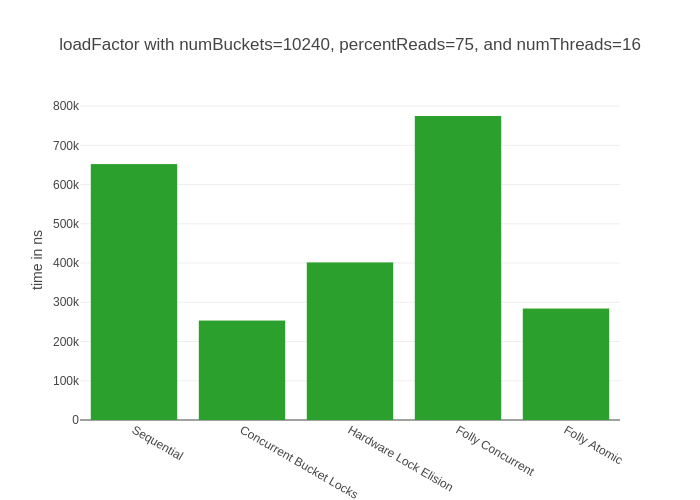 loadFactor with numBuckets=10240, percentReads=75, and numThreads=16
time in ns
800k
700k
600k
500k
400k
300k
200k
100k
0
Sequential
Concurrent Bucket Locks
Hardware Lock Elision
Folly Concurrent
Folly Atomic